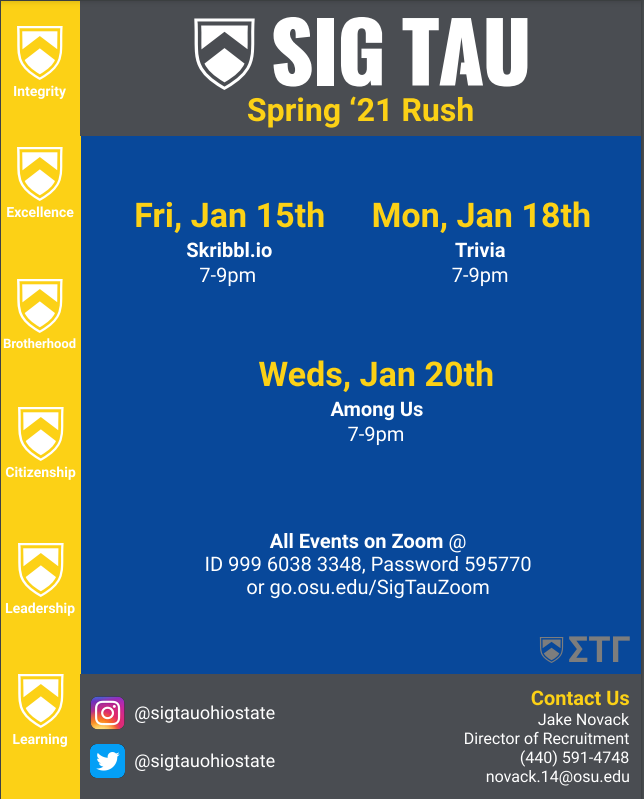 SIG TAU
Spring ‘21 Rush
Integrity
Excellence
Brotherhood
Citizenship
Leadership
Learning
Fri, Jan 15th
Skribbl.io
7-9pm
Mon, Jan 18th
Trivia
7-9pm
Weds, Jan 20th
Among Us
7-9pm
All Events on Zoom @
ID 999 6038 3348, Password 595770
or go.osu.edu/SigTauZoom
ΣΤΓ
@sigtauohiostate
@sigtauohiostate
Contact Us
Jake Novack
Director of Recruitment
(440) 591-4748
novack.14@osu.edu